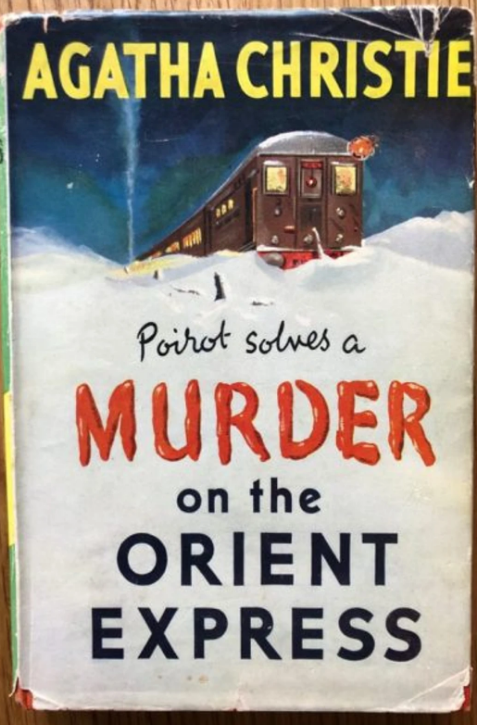 AGATHA CHRISTIE
Poirot solves a
MURDER
on the
ORIENT
EXPRESS